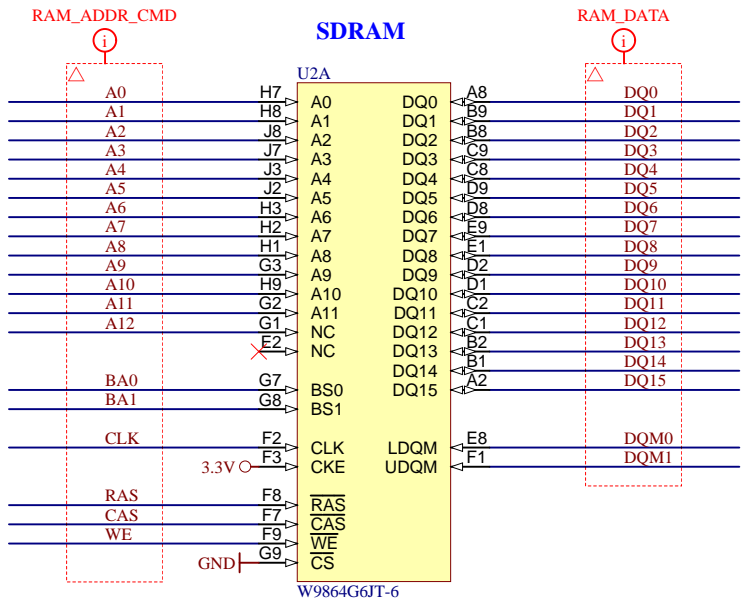 RAM_ADDR_CMD SDRAM RAM_DATA
i i
U2A
A0 H7 A0 DQ0 A8 DQ0
A1 H8 A1 DQ1 B9 DQ1
A2 J8 A2 DQ2 B8 DQ2
A3 J7 A3 DQ3 C9 DQ3
A4 J3 A4 DQ4 C8 DQ4
A5 J2 A5 DQ5 D9 DQ5
A6 H3 A6 DQ6 D8 DQ6
A7 H2 A7 DQ7 E9 DQ7
A8 H1 A8 DQ8 E1 DQ8
A9 G3 A9 DQ9 D2 DQ9
A10 H9 A10 DQ10 D1 DQ10
A11 G2 A11 DQ11 C2 DQ11
A12 G1 NC DQ12 C1 DQ12
E2 NC DQ13 B2 DQ13
DQ14 B1 DQ14
BA0 G7 BS0 DQ15 A2 DQ15
BA1 G8 BS1
CLK F2 CLK LDQM E8 DQM0
3.3V F3 CKE UDQM F1 DQM1
RAS F8 RAS
CAS F7 CAS
WE F9 WE
GND G9 CS
W9864G6JT-6